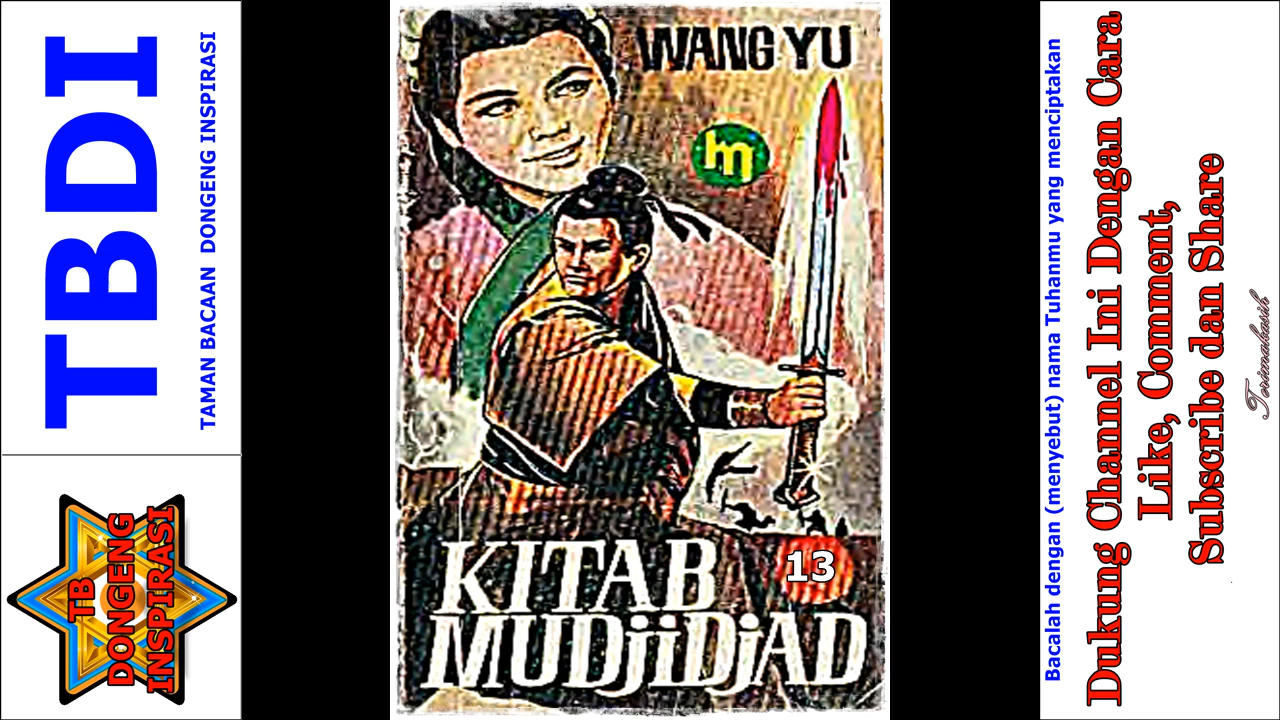 TBDI
TAMAN BACAAN DONGENG INSPIRASI
TB
DONGENG
INSPIRASI
WANG YU
hm
13
KITAB
MUDjiDjAD
Bacalah dengan (menyebut) nama Tuhanmu yang menciptakan
Dukung Channel Ini Dengan Cara
Like, Comment,
Subscribe dan Share
Terimakasih